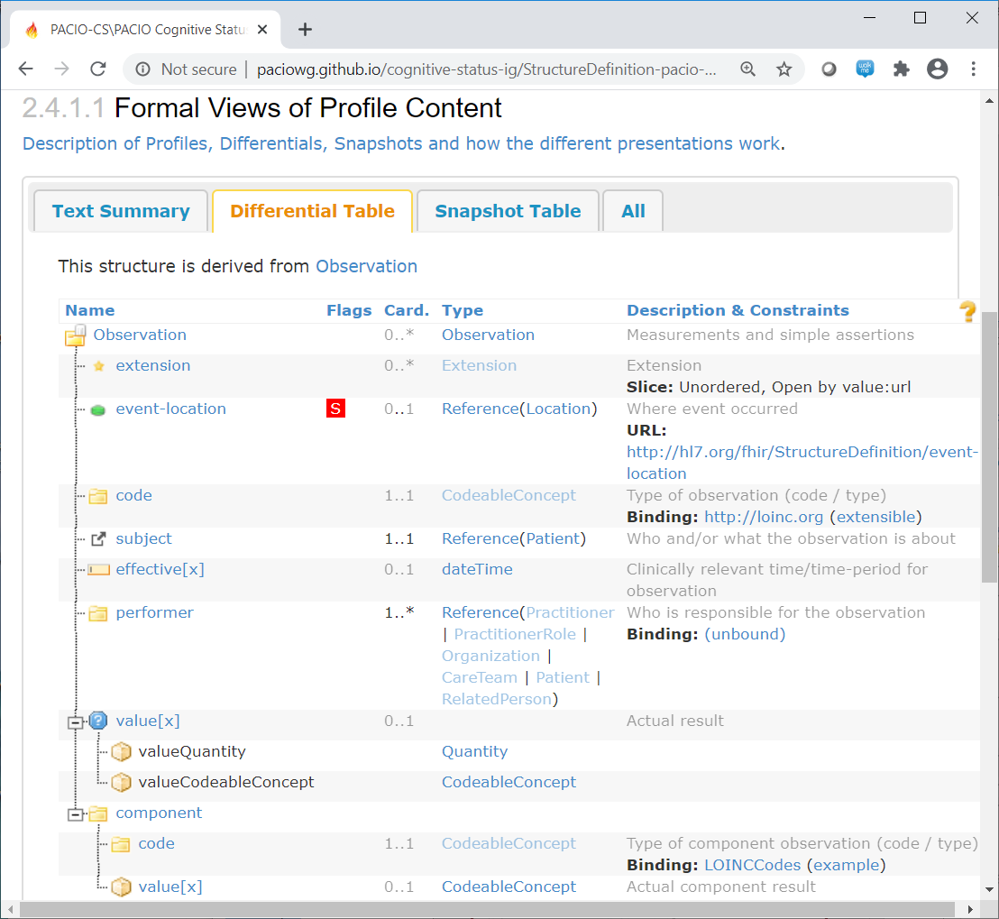 PACIO-CS\PACIO Cognitive Statu
Not secure | paciowg.github.io/cognitive-status-ig/StructureDefinition-pacio-...
walk me
2.4.1.1 Formal Views of Profile Content
Description of Profiles, Differentials, Snapshots and how the different presentations work.
Text Summary Differential Table Snapshot Table All
This structure is derived from Observation
Name Flags Card. Type Description & Constraints ?
Observation 0..* Observation Measurements and simple assertions
extension 0..* Extension Extension
Slice: Unordered, Open by value:url
event-location S 0..1 Reference(Location) Where event occurred
URL:
http://hl7.org/fhir/StructureDefinition/event-
location
code 1..1 CodeableConcept Type of observation (code / type)
Binding: http://loinc.org (extensible)
subject 1..1 Reference(Patient) Who and/or what the observation is about
effective[x] 0..1 dateTime Clinically relevant time/time-period for
observation
performer 1..* Reference(Practitioner Who is responsible for the observation
| PractitionerRole | Binding: (unbound)
Organization |
CareTeam | Patient |
RelatedPerson)
? value[x] 0..1 Actual result
valueQuantity Quantity
valueCodeableConcept CodeableConcept
component
code 1..1 CodeableConcept Type of component observation (code / type)
Binding: LOINCCodes (example)
value[x] 0..1 CodeableConcept Actual component result